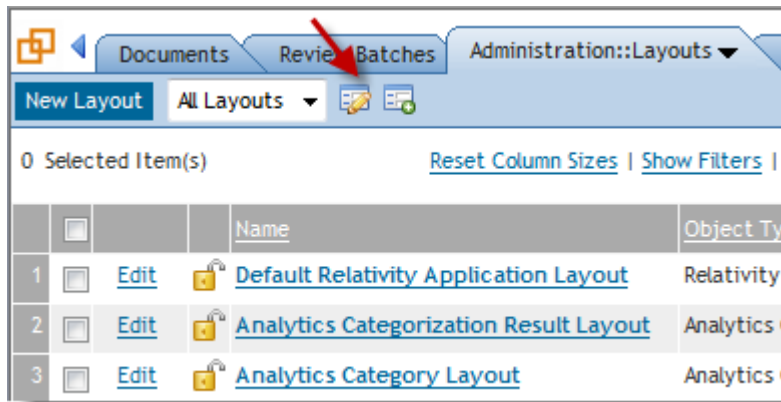 Documents Review Batches Administration::Layouts
New Layout All Layouts
0 Selected Item(s) Reset Column Sizes | Show Filters |
Name Object Ty
1 Edit Default Relativity Application Layout Relativity
2 Edit Analytics Categorization Result Layout Analytics
3 Edit Analytics Category Layout Analytics